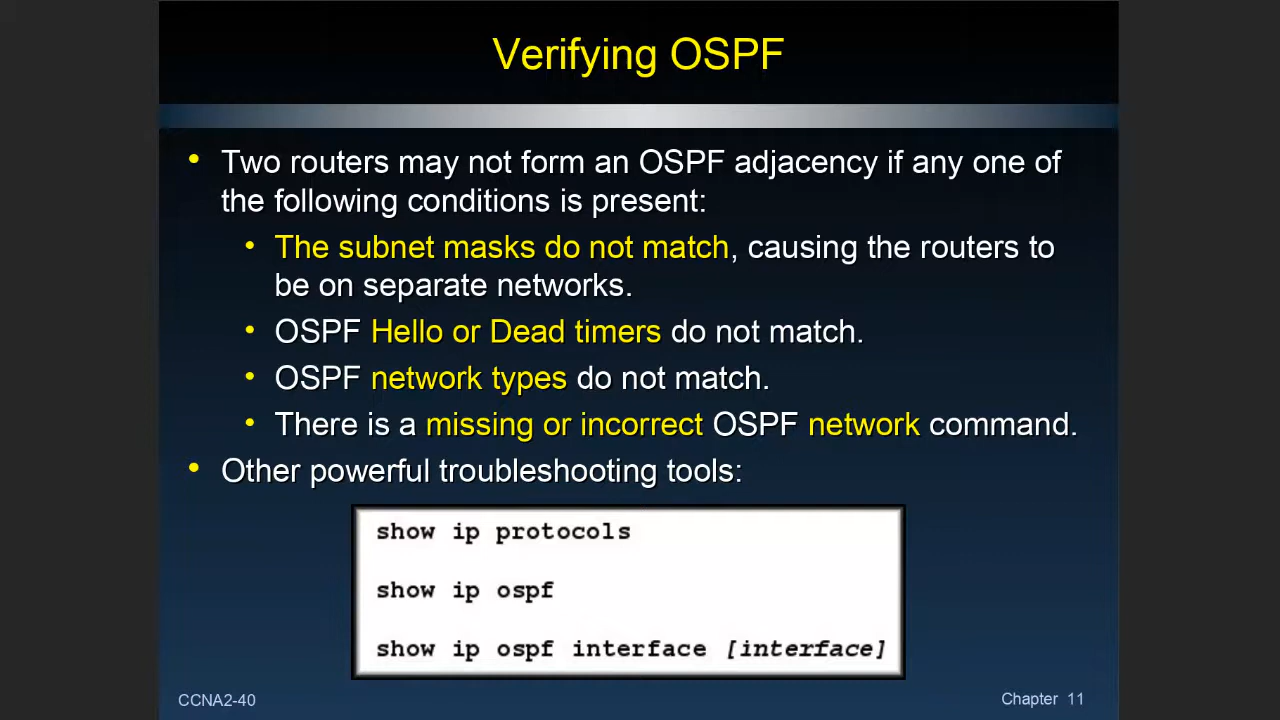 Verifying OSPF
• Two routers may not form an OSPF adjacency if any one of
the following conditions is present:
• The subnet masks do not match, causing the routers to
be on separate networks.
• OSPF Hello or Dead timers do not match.
• OSPF network types do not match.
• There is a missing or incorrect OSPF network command.
• Other powerful troubleshooting tools:
show ip protocols
show ip ospf
show ip ospf interface [interface]
CCNA2-40
Chapter 11